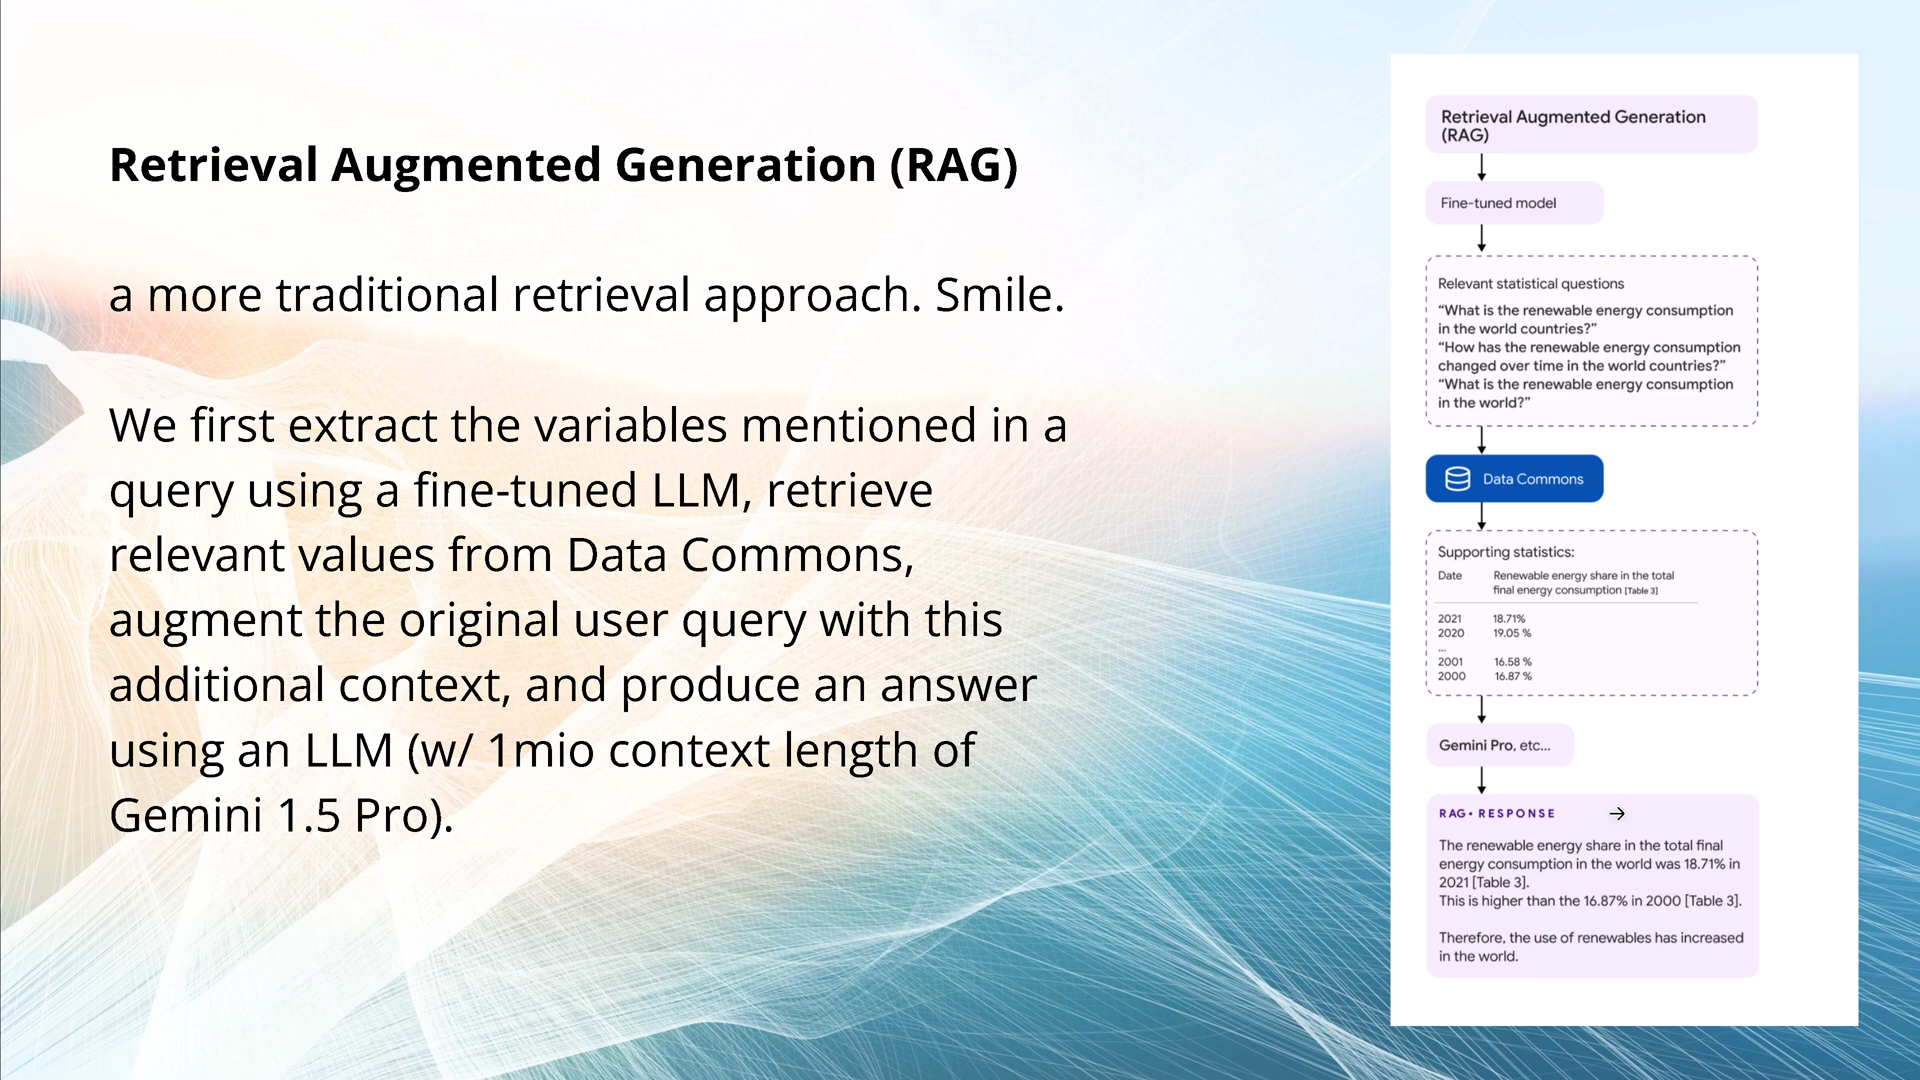 Retrieval Augmented Generation (RAG)
a more traditional retrieval approach. Smile.
We first extract the variables mentioned in a
query using a fine-tuned LLM, retrieve
relevant values from Data Commons,
augment the original user query with this
additional context, and produce an answer
using an LLM (w/ 1mio context length of
Gemini 1.5 Pro).
Retrieval Augmented Generation
(RAG)
Fine-tuned model
Relevant statistical questions
“What is the renewable energy consumption
in the world countries?”
“How has the renewable energy consumption
changed over time in the world countries?”
“What is the renewable energy consumption
in the world?”
Data Commons
Supporting statistics:
Date Renewable energy share in the total
final energy consumption [Table 3]
2021 18.71%
2020 19.05 %
...
2001 16.58 %
2000 16.87 %
Gemini Pro, etc...
RAG• RESPONSE →
The renewable energy share in the total final
energy consumption in the world was 18.71% in
2021 [Table 3].
This is higher than the 16.87% in 2000 [Table 3].
Therefore, the use of renewables has increased
in the world.